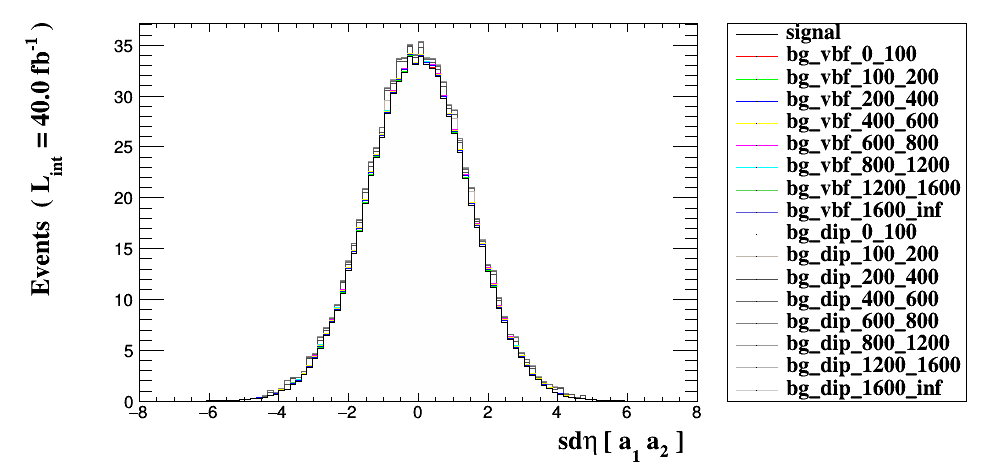 Events ( L_int = 40.0 fb^-1 )
35
30
25
20
15
10
5
0
−8 −6 −4 −2 0 2 4 6 8
sdη [ a_1 a_2 ]
signal
bg_vbf_0_100
bg_vbf_100_200
bg_vbf_200_400
bg_vbf_400_600
bg_vbf_600_800
bg_vbf_800_1200
bg_vbf_1200_1600
bg_vbf_1600_inf
bg_dip_0_100
bg_dip_100_200
bg_dip_200_400
bg_dip_400_600
bg_dip_600_800
bg_dip_800_1200
bg_dip_1200_1600
bg_dip_1600_inf